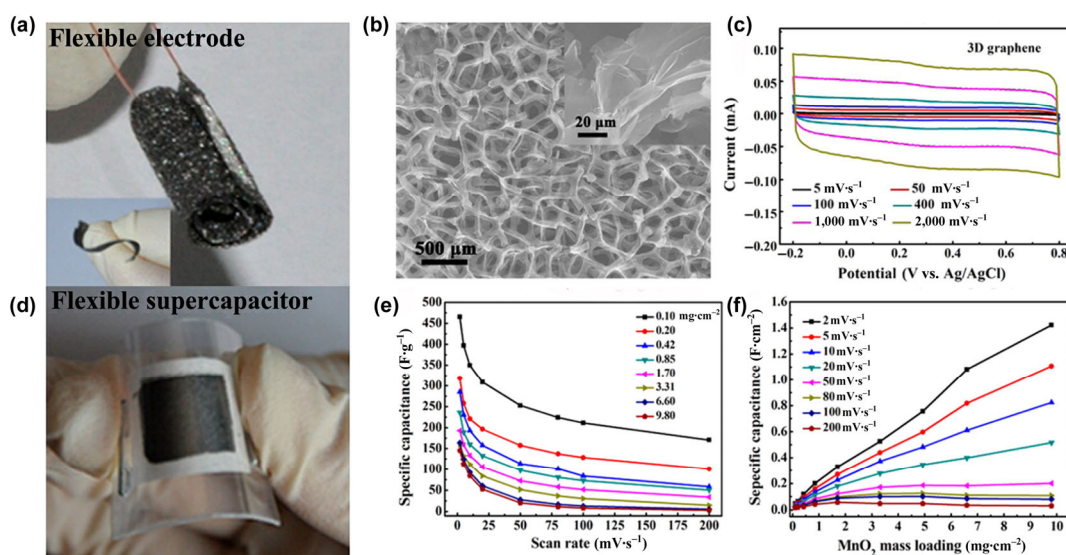 (a)
Flexible electrode
(b)
20 μm
500 μm
(c)
3D graphene
0.10
0.05
0.00
−0.05
−0.10
−0.15
−0.20
Current (mA)
5 mV·s⁻¹
50 mV·s⁻¹
100 mV·s⁻¹
400 mV·s⁻¹
1,000 mV·s⁻¹
2,000 mV·s⁻¹
−0.2 0.0 0.2 0.4 0.6 0.8
Potential (V vs. Ag/AgCl)
(d)
Flexible supercapacitor
(e)
500
450
400
350
300
250
200
150
100
50
0
Specific capacitance (F·g⁻¹)
0.10 mg·cm⁻²
0.20
0.42
0.85
1.70
3.31
6.60
9.80
0 25 50 75 100 125 150 175 200
Scan rate (mV·s⁻¹)
(f)
1.6
1.4
1.2
1.0
0.8
0.6
0.4
0.2
0.0
Sepecific capacitance (F·cm⁻²)
2 mV·s⁻¹
5 mV·s⁻¹
10 mV·s⁻¹
20 mV·s⁻¹
50 mV·s⁻¹
80 mV·s⁻¹
100 mV·s⁻¹
200 mV·s⁻¹
0 1 2 3 4 5 6 7 8 9 10
MnO₂ mass loading (mg·cm⁻²)